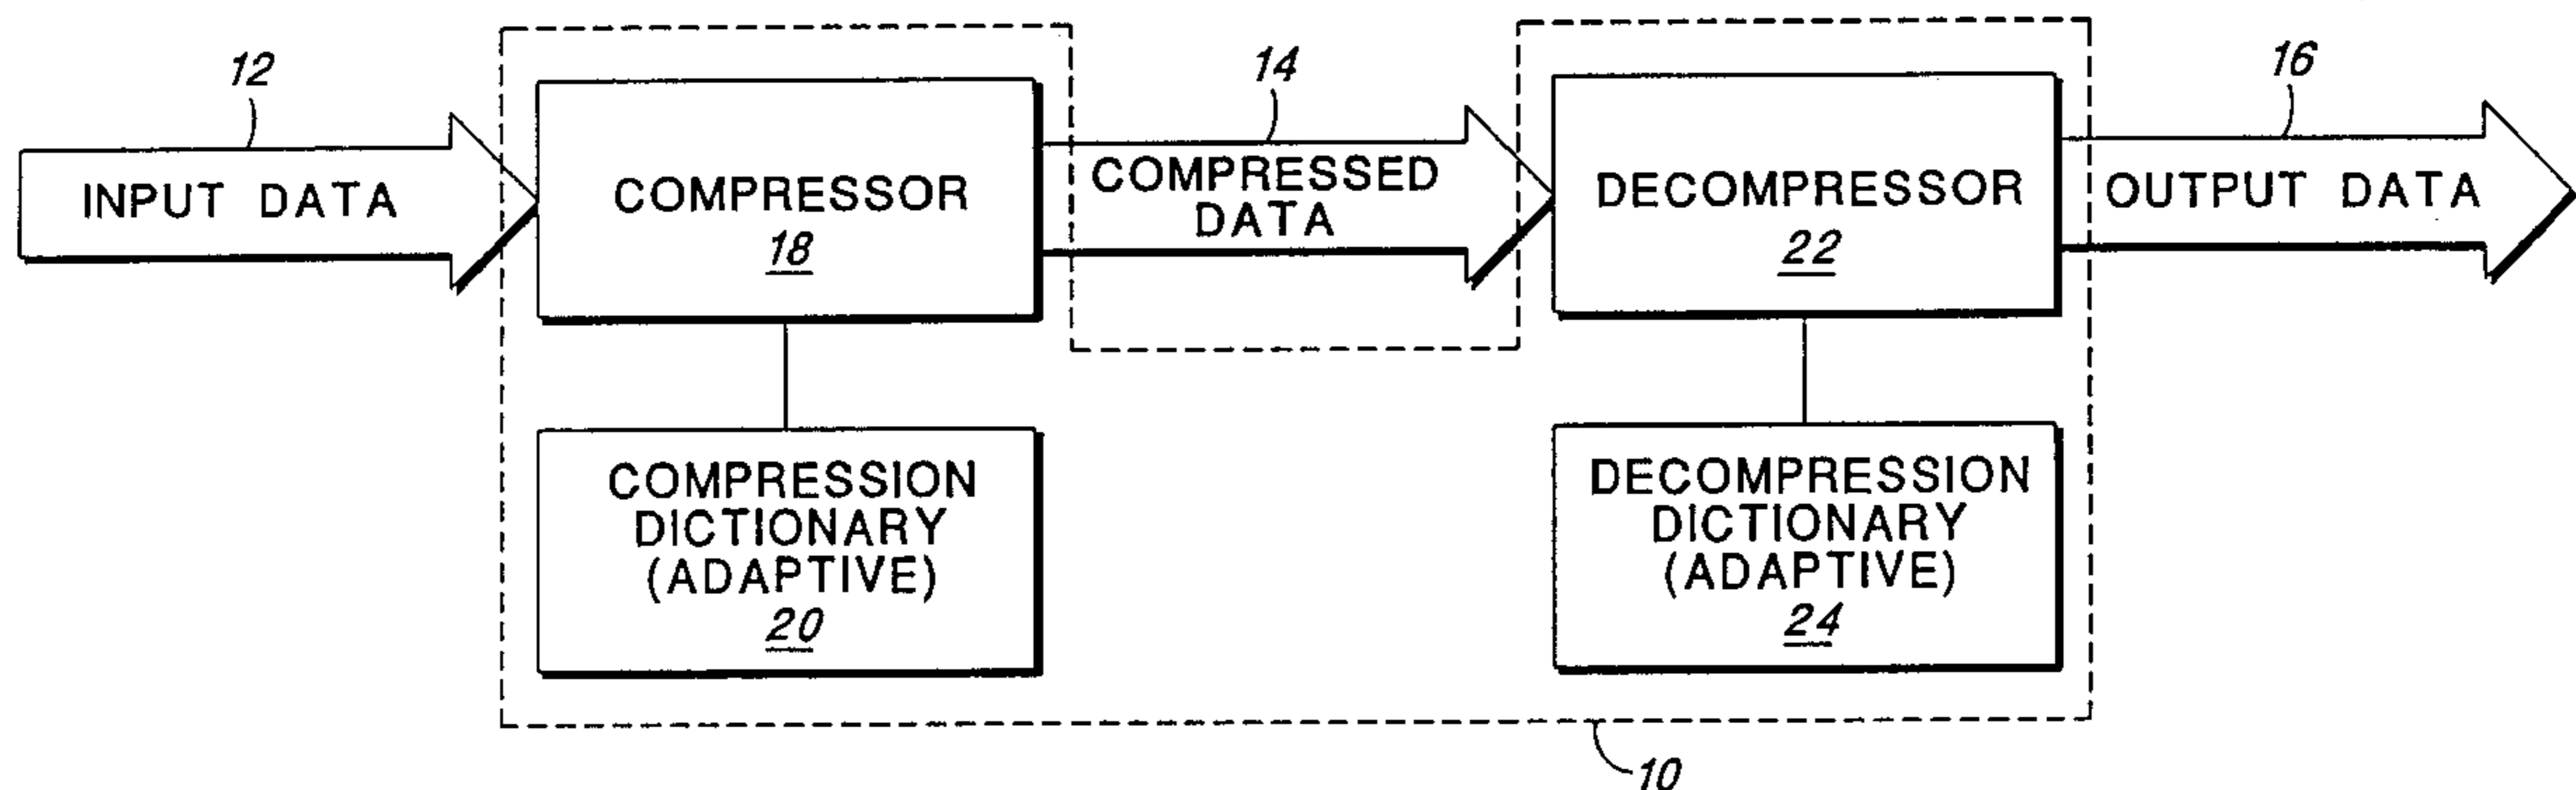 12
14
16
INPUT DATA
COMPRESSOR
18
COMPRESSED
DATA
DECOMPRESSOR
22
OUTPUT DATA
COMPRESSION
DICTIONARY
(ADAPTIVE)
20
DECOMPRESSION
DICTIONARY
(ADAPTIVE)
24
10